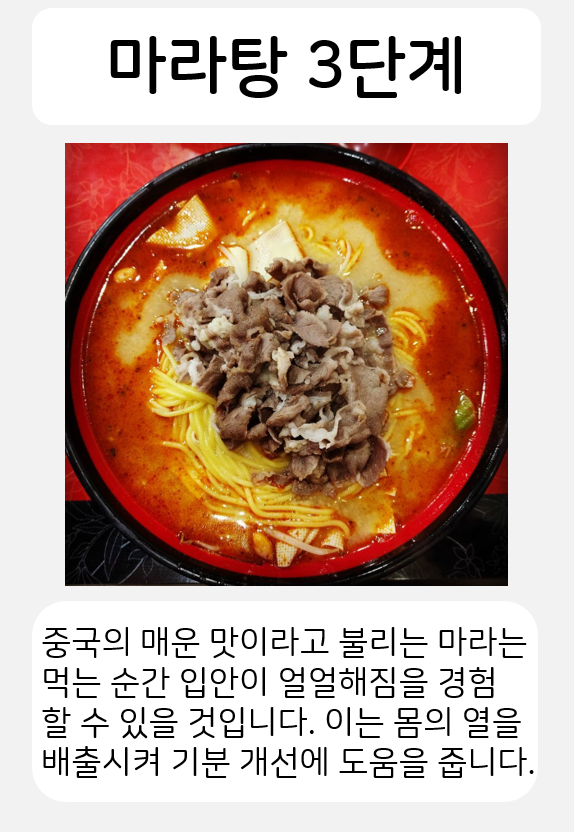 마라탕 3단계
중국의 매운 맛이라고 불리는 마라는
먹는 순간 입안이 얼얼해짐을 경험
할 수 있을 것입니다. 이는 몸의 열을
배출시켜 기분 개선에 도움을 줍니다.